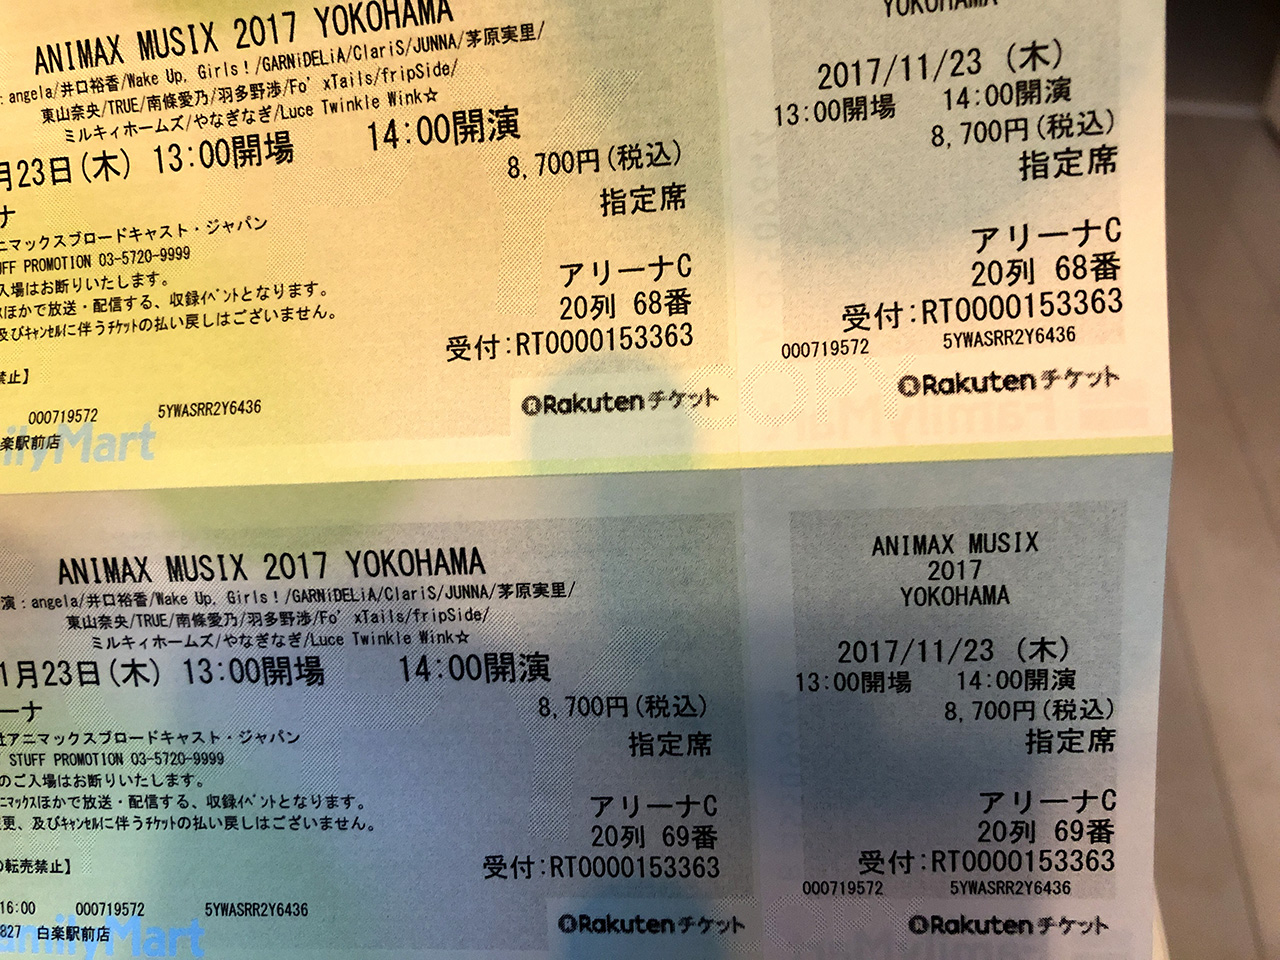 ANIMAX MUSIX 2017 YOKOHAMA
: angela/井口裕香/Wake Up, Girls！/GARNiDELiA/ClariS/JUNNA/茅原実里/
東山奈央/TRUE/南條愛乃/羽多野渉/Fo’xTails/fripSide/
ミルキィホームズ/やなぎなぎ/Luce Twinkle Wink☆
月23日(木) 13:00開場 14:00開演
8,700円(税込)
ナ
指定席
ニマックスブロードキャスト・ジャパン
UFF PROMOTION 03-5720-9999
入場はお断りいたします。
ほかで放送・配信する、収録ｲﾍﾞﾝﾄとなります。
及びｷｬﾝｾﾙに伴うﾁｹｯﾄの払い戻しはございません。
アリーナC
20列 68番
受付:RT0000153363
禁止】
000719572 5YWASRR2Y6436
楽駅前店
ilyMart
Rakuten チケット
YOKOHAMA
2017/11/23 (木)
13:00開場 14:00開演
8,700円(税込)
指定席
アリーナC
20列 68番
受付:RT0000153363
000719572 5YWASRR2Y6436
Rakuten チケット
FamilyMart
ANIMAX MUSIX 2017 YOKOHAMA
演：angela/井口裕香/Wake Up, Girls！/GARNiDELiA/ClariS/JUNNA/茅原実里/
東山奈央/TRUE/南條愛乃/羽多野渉/Fo’xTails/fripSide/
ミルキィホームズ/やなぎなぎ/Luce Twinkle Wink☆
1月23日(木) 13:00開場 14:00開演
8,700円(税込)
ーナ
指定席
社アニマックスブロードキャスト・ジャパン
STUFF PROMOTION 03-5720-9999
のご入場はお断りいたします。
ﾆﾏｯｸｽほかで放送・配信する、収録ｲﾍﾞﾝﾄとなります。
更、及びｷｬﾝｾﾙに伴うﾁｹｯﾄの払い戻しはございません。
アリーナC
20列 69番
受付:RT0000153363
の転売禁止】
16:00 000719572 5YWASRR2Y6436
827 白楽駅前店
amilyMart
Rakuten チケット
ANIMAX MUSIX
2017
YOKOHAMA
2017/11/23 (木)
13:00開場 14:00開演
8,700円(税込)
指定席
アリーナC
20列 69番
受付:RT0000153363
000719572 5YWASRR2Y6436
Rakuten チケット